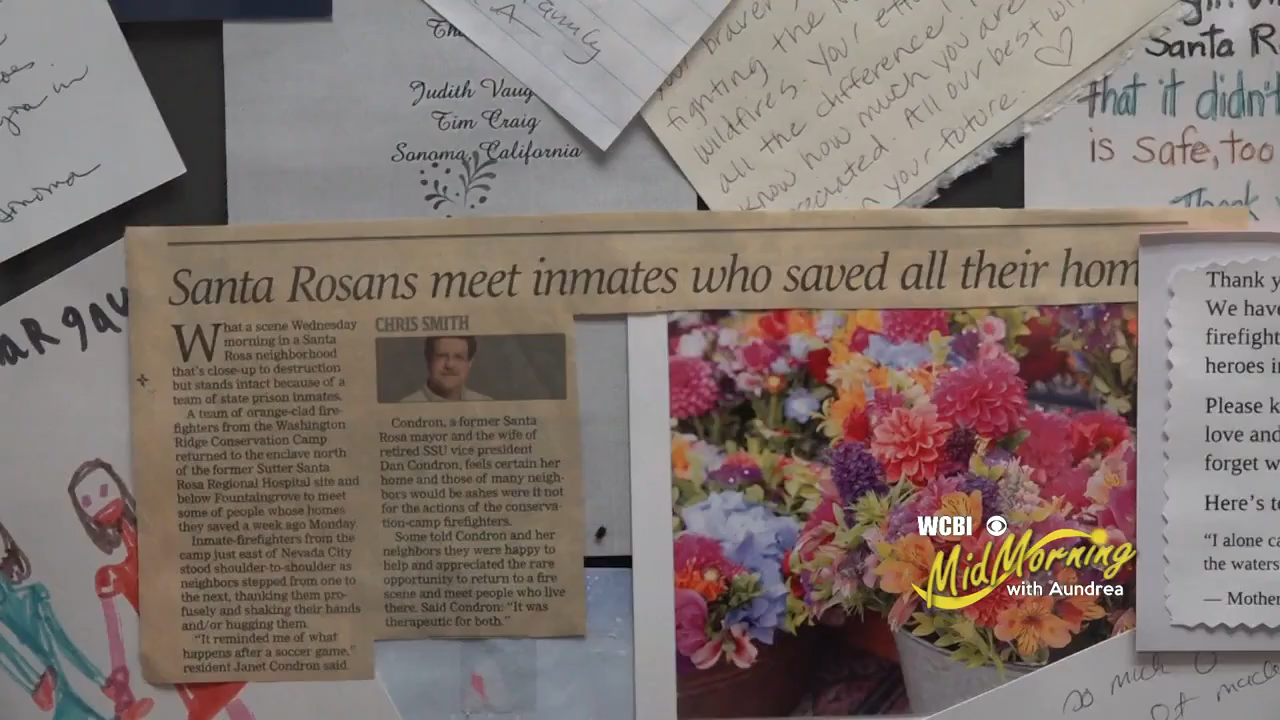 Judith Vaug
Tim Craig
Sonoma, California
family
A
fighting the
wildfires. Your
all the difference
know how much you are
All our best
your future.
Santa R
that it didn't
is safe, too
Thank
Santa Rosans meet inmates who saved all their hom
What a scene Wednesday
morning in a Santa
Rosa neighborhood
that's close-up to destruction
but stands intact because of a
team of state prison inmates.
A team of orange-clad fire-
fighters from the Washington
Ridge Conservation Camp
returned to the enclave north
of the former Sutter Santa
Rosa Regional Hospital site and
below Fountaingrove to meet
some of people whose homes
they saved a week ago Monday.
Inmate-firefighters from the
camp just east of Nevada City
stood shoulder-to-shoulder as
neighbors stepped from one to
the next, thanking them pro-
fusely and shaking their hands
and/or hugging them.
"It reminded me of what
happens after a soccer game,"
resident Janet Condron said
CHRIS SMITH
Condron, a former Santa
Rosa mayor and the wife of
retired SSU vice president
Dan Condron, feels certain her
home and those of many neigh-
bors would be ashes were it not
for the actions of the conserva-
tion-camp firefighters.
Some told Condron and her
neighbors they were happy to
help and appreciated the rare
opportunity to return to a fire
scene and meet people who live
there. Said Condron: "It was
therapeutic for both."
WCBI
MidMorning
with Aundrea
Thank y
We have
firefight
heroes i
Please k
love and
forget w
Here's to
"I alone ca
the waters
— Mother
so much
of